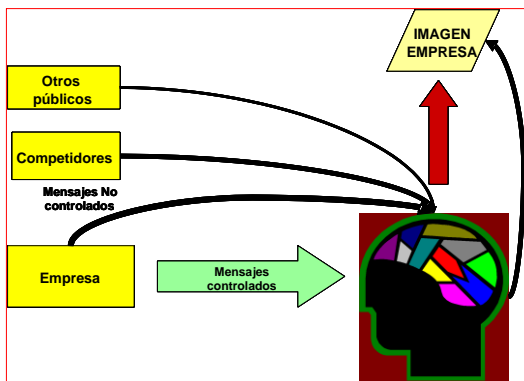 IMAGEN
EMPRESA
Otros
públicos
Competidores
Mensajes No
controlados
Empresa
Mensajes
controlados